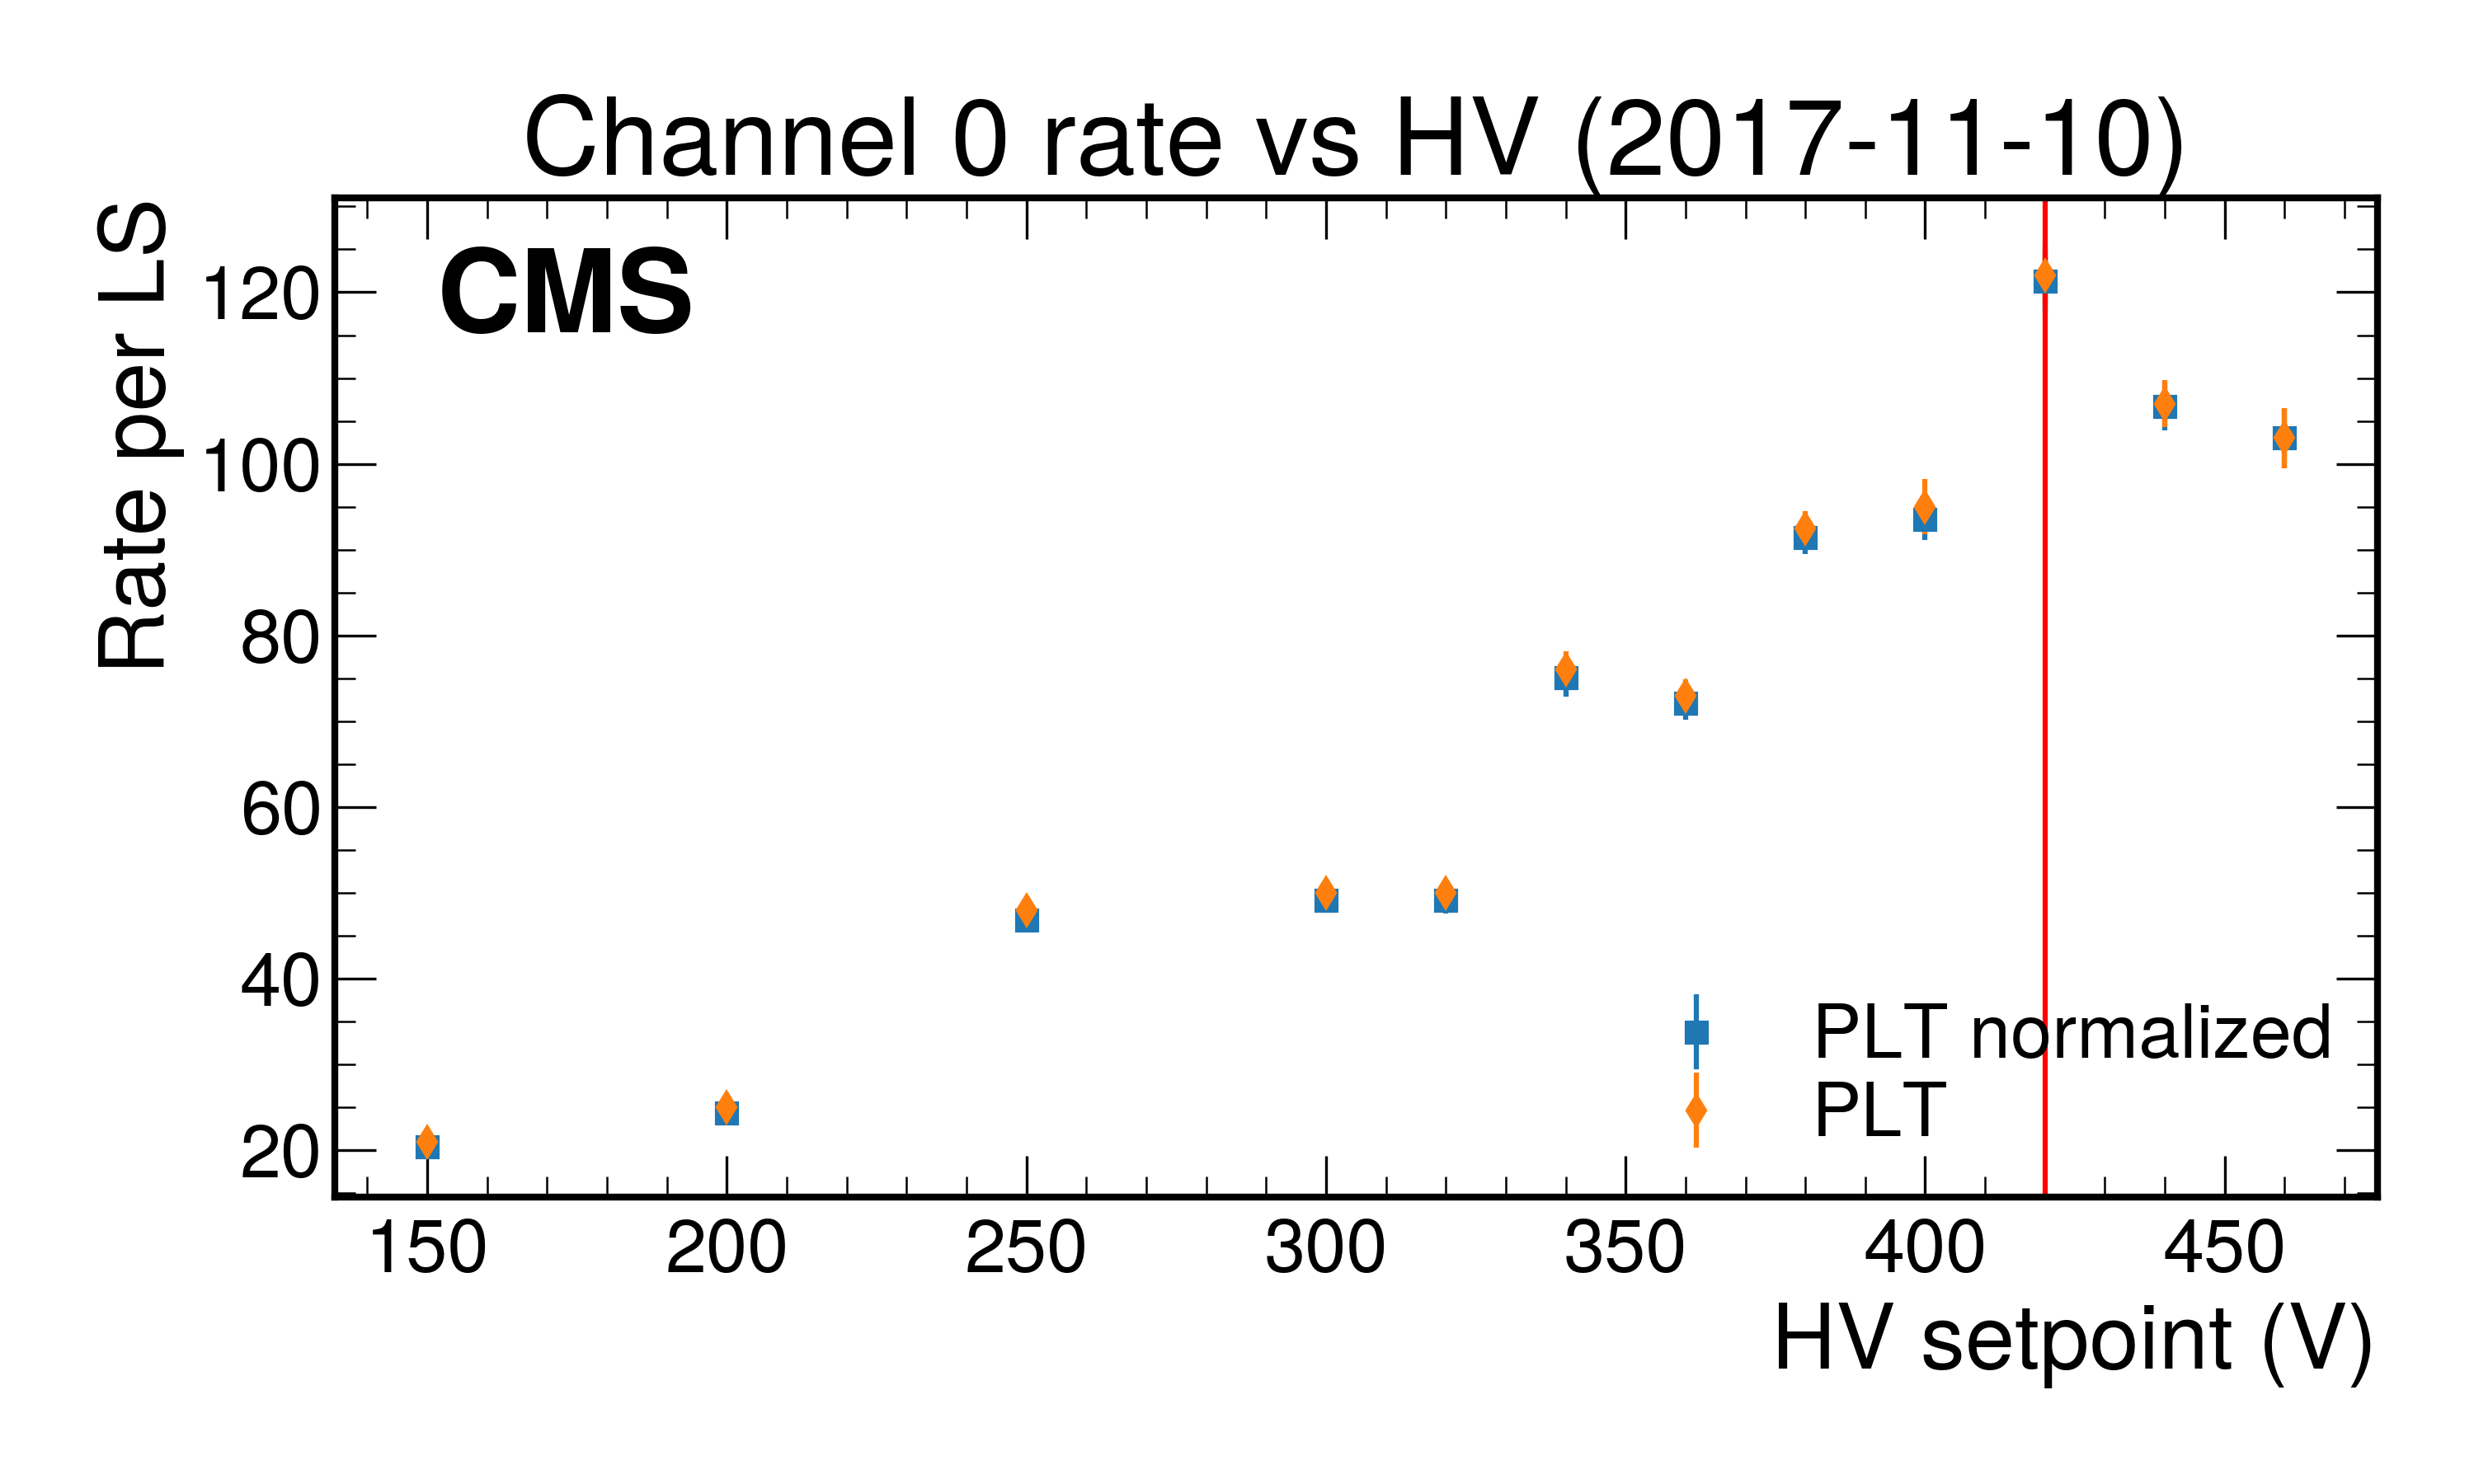 Channel 0 rate vs HV (2017-11-10)
CMS
Rate per LS
120
100
80
60
40
20
PLT normalized
PLT
150 200 250 300 350 400 450
HV setpoint (V)